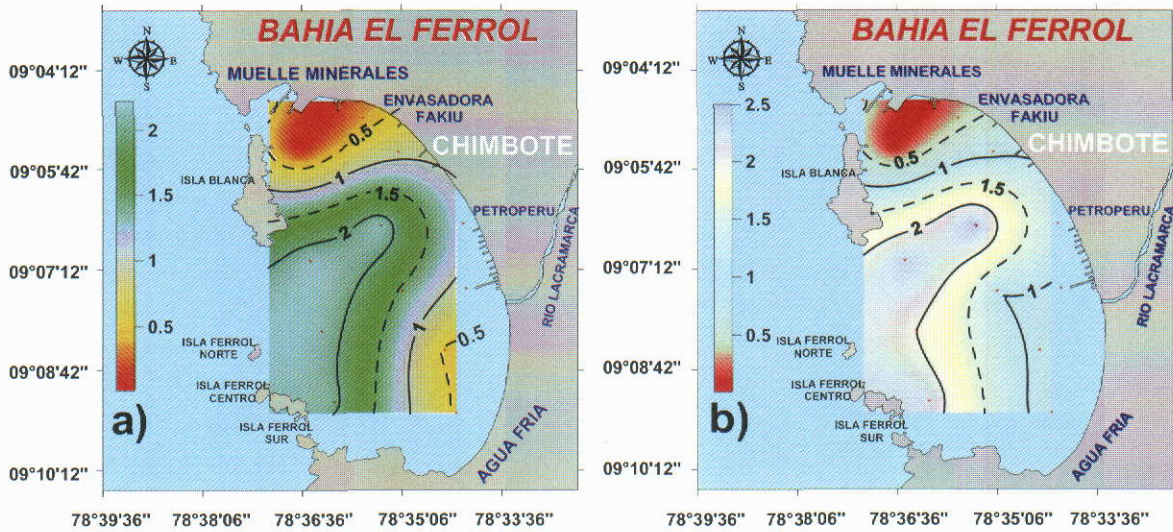 BAHIA EL FERROL
N
W E
S
09°04'12"
MUELLE MINERALES
ENVASADORA
FAKIU
CHIMBOTE
0.5
2
09°05'42"
ISLA BLANCA
1
1.5
1.5
PETROPERU
2
1
09°07'12"
RIO LACRAMARCA
1
0.5
0.5
ISLA FERROL
NORTE
09°08'42"
ISLA FERROL
CENTRO
a)
ISLA FERROL
SUR
AGUA FRIA
09°10'12"
78°39'36" 78°38'06" 78°36'36" 78°35'06" 78°33'36"
BAHIA EL FERROL
N
W E
S
09°04'12"
MUELLE MINERALES
2.5
ENVASADORA
FAKIU
CHIMBOTE
0.5
2
09°05'42"
ISLA BLANCA
1
1.5
1.5
PETROPERU
2
09°07'12"
1
1
RIO LACRAMARCA
0.5
ISLA FERROL
NORTE
09°08'42"
ISLA FERROL
CENTRO
b)
ISLA FERROL
SUR
AGUA FRIA
09°10'12"
78°39'36" 78°38'06" 78°36'36" 78°35'06" 78°33'36"